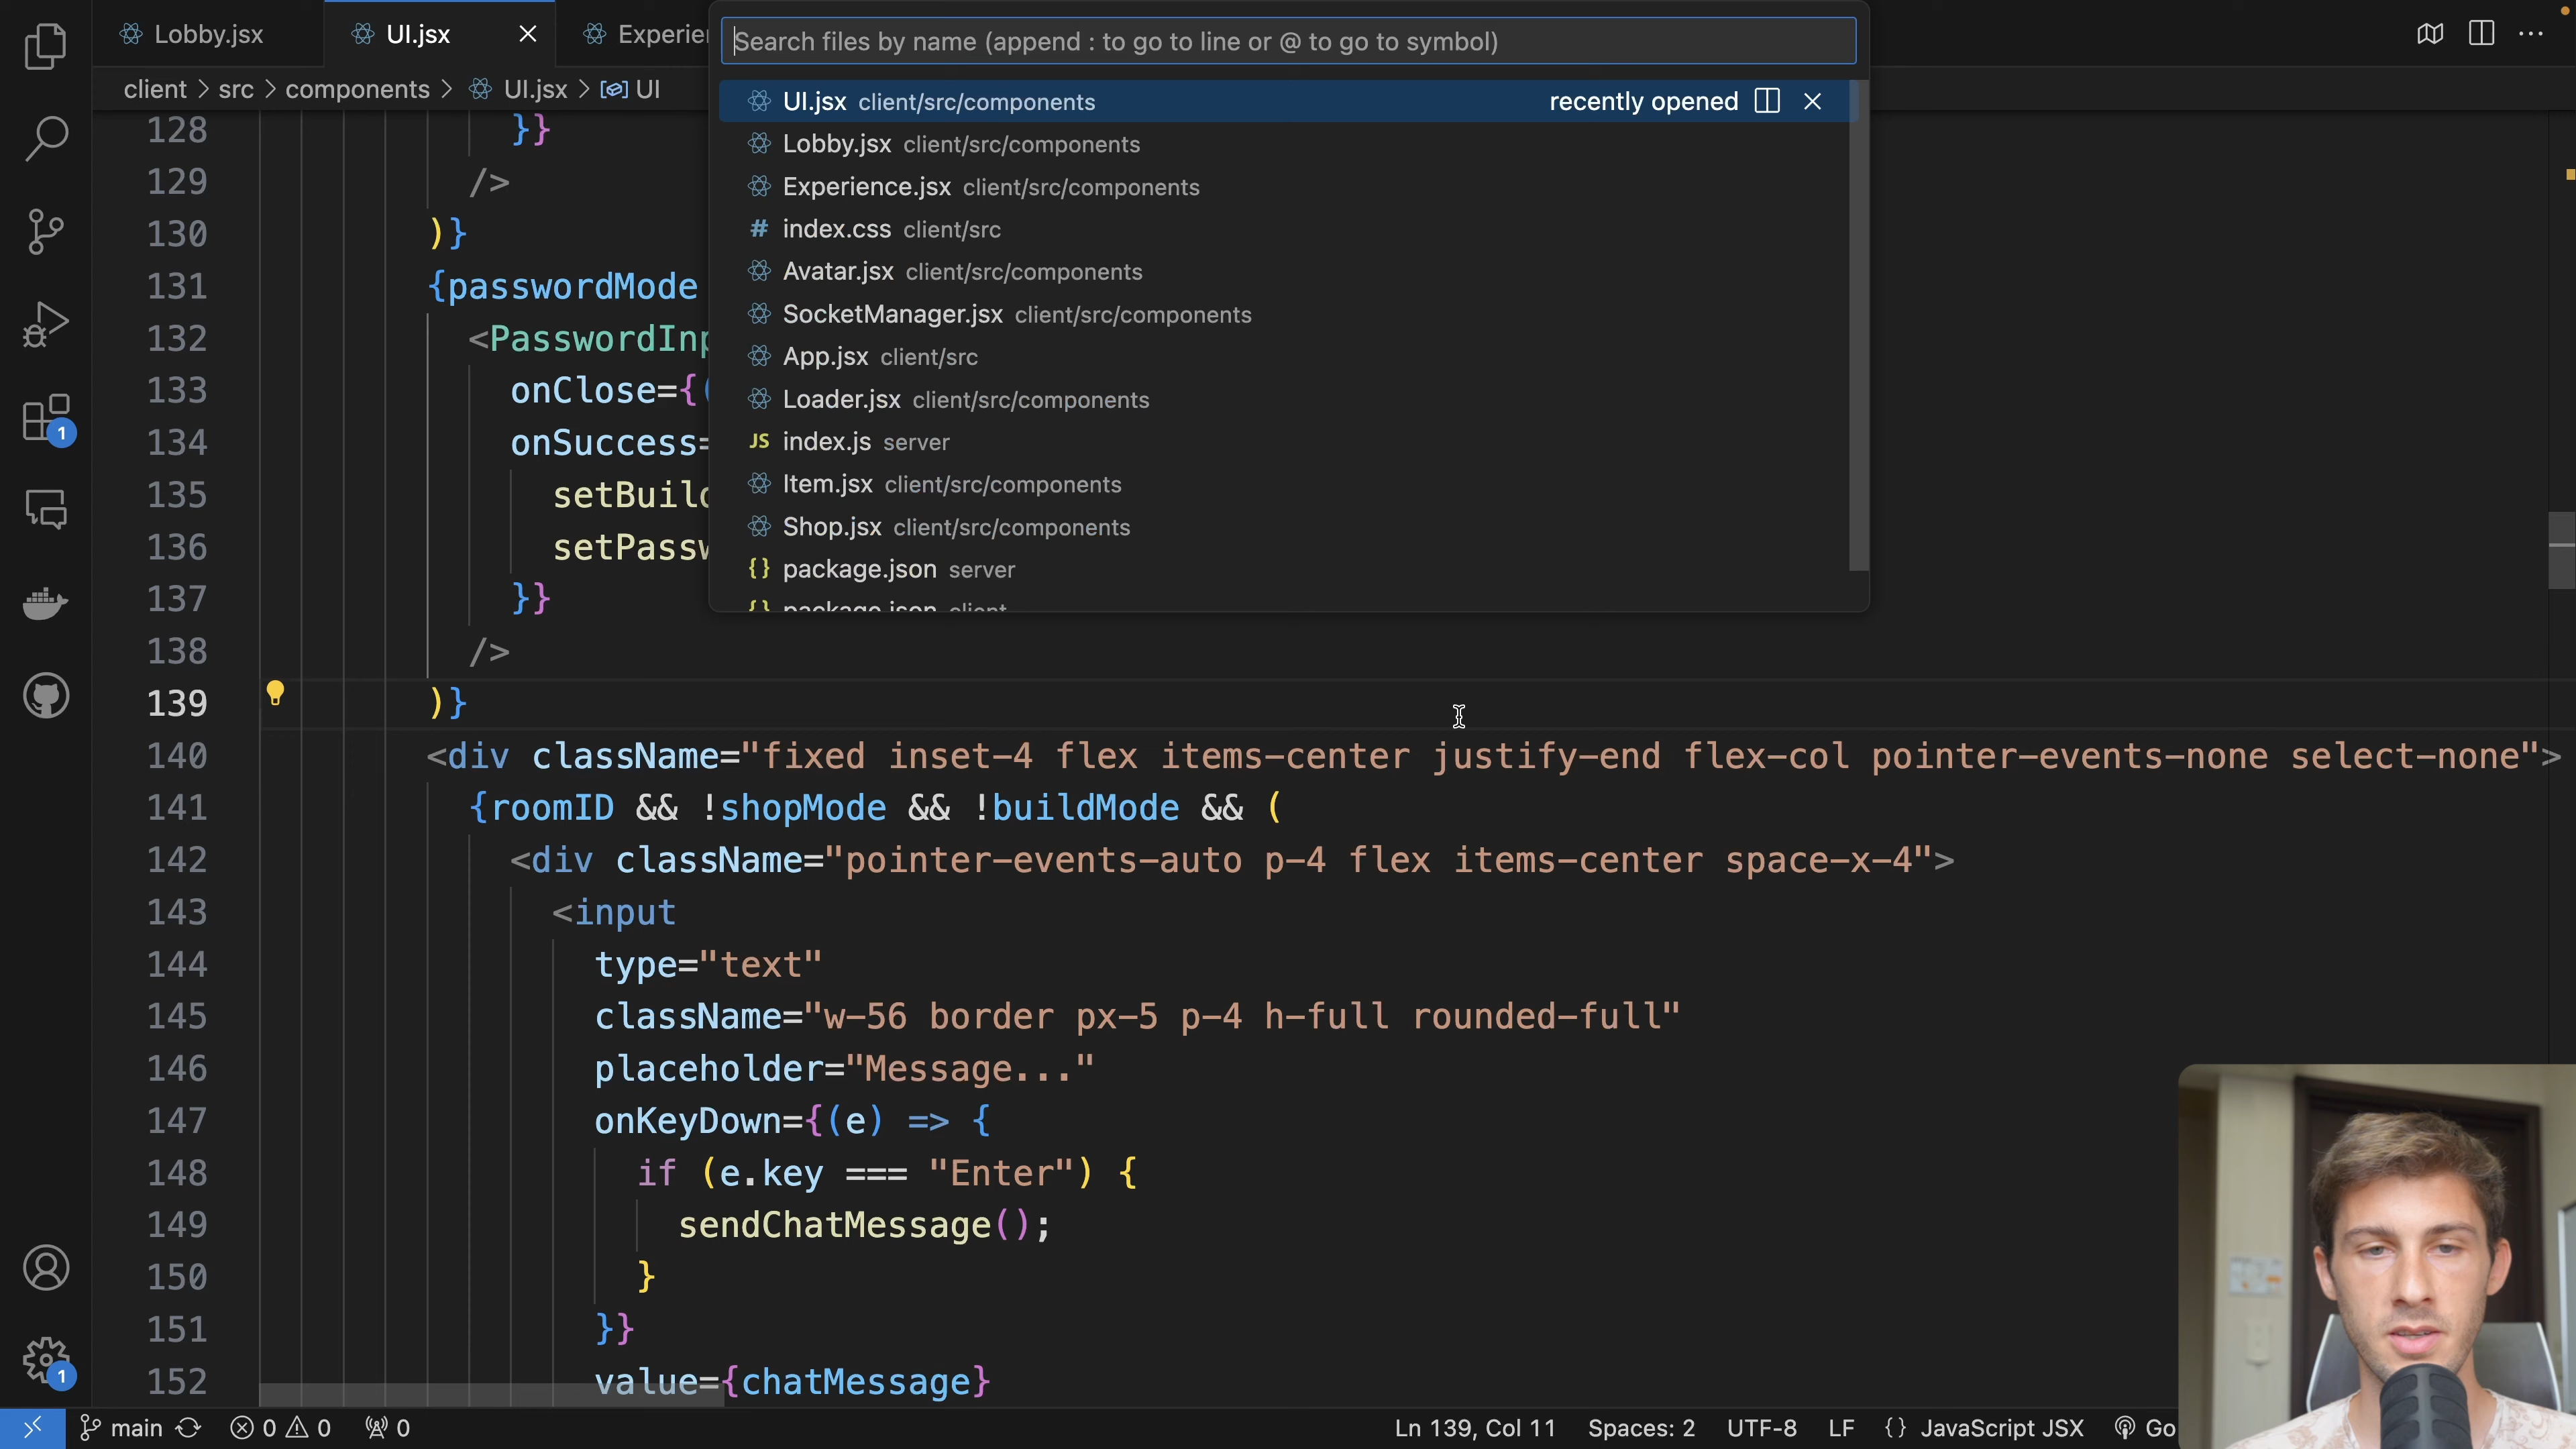 Lobby.jsx
UI.jsx
Experie
Search files by name (append : to go to line or @ to go to symbol)
client > src > components > UI.jsx > UI
UI.jsx client/src/components recently opened
Lobby.jsx client/src/components
Experience.jsx client/src/components
# index.css client/src
Avatar.jsx client/src/components
SocketManager.jsx client/src/components
App.jsx client/src
Loader.jsx client/src/components
JS index.js server
Item.jsx client/src/components
Shop.jsx client/src/components
{} package.json server
{} package.json client
128 }}
129 />
130 )}
131 {passwordMode
132 <PasswordInp
133 onClose={(
134 onSuccess=
135 setBuild
136 setPassw
137 }}
138 />
139 )}
140 <div className="fixed inset-4 flex items-center justify-end flex-col pointer-events-none select-none">
141 {roomID && !shopMode && !buildMode && (
142 <div className="pointer-events-auto p-4 flex items-center space-x-4">
143 <input
144 type="text"
145 className="w-56 border px-5 p-4 h-full rounded-full"
146 placeholder="Message..."
147 onKeyDown={(e) => {
148 if (e.key === "Enter") {
149 sendChatMessage();
150 }
151 }}
152 value={chatMessage}
1
1
main 0 0 0 Ln 139, Col 11 Spaces: 2 UTF-8 LF {} JavaScript JSX Go